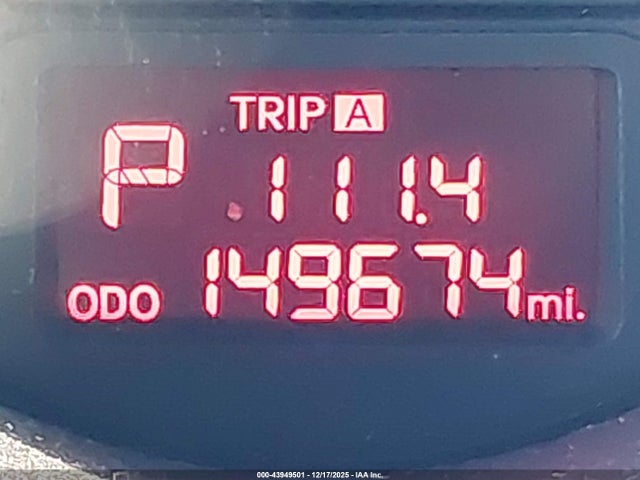 TRIP A
P 111.4
ODO 149674 mi.
000-43949501 - 12/17/2025 - IAA Inc.